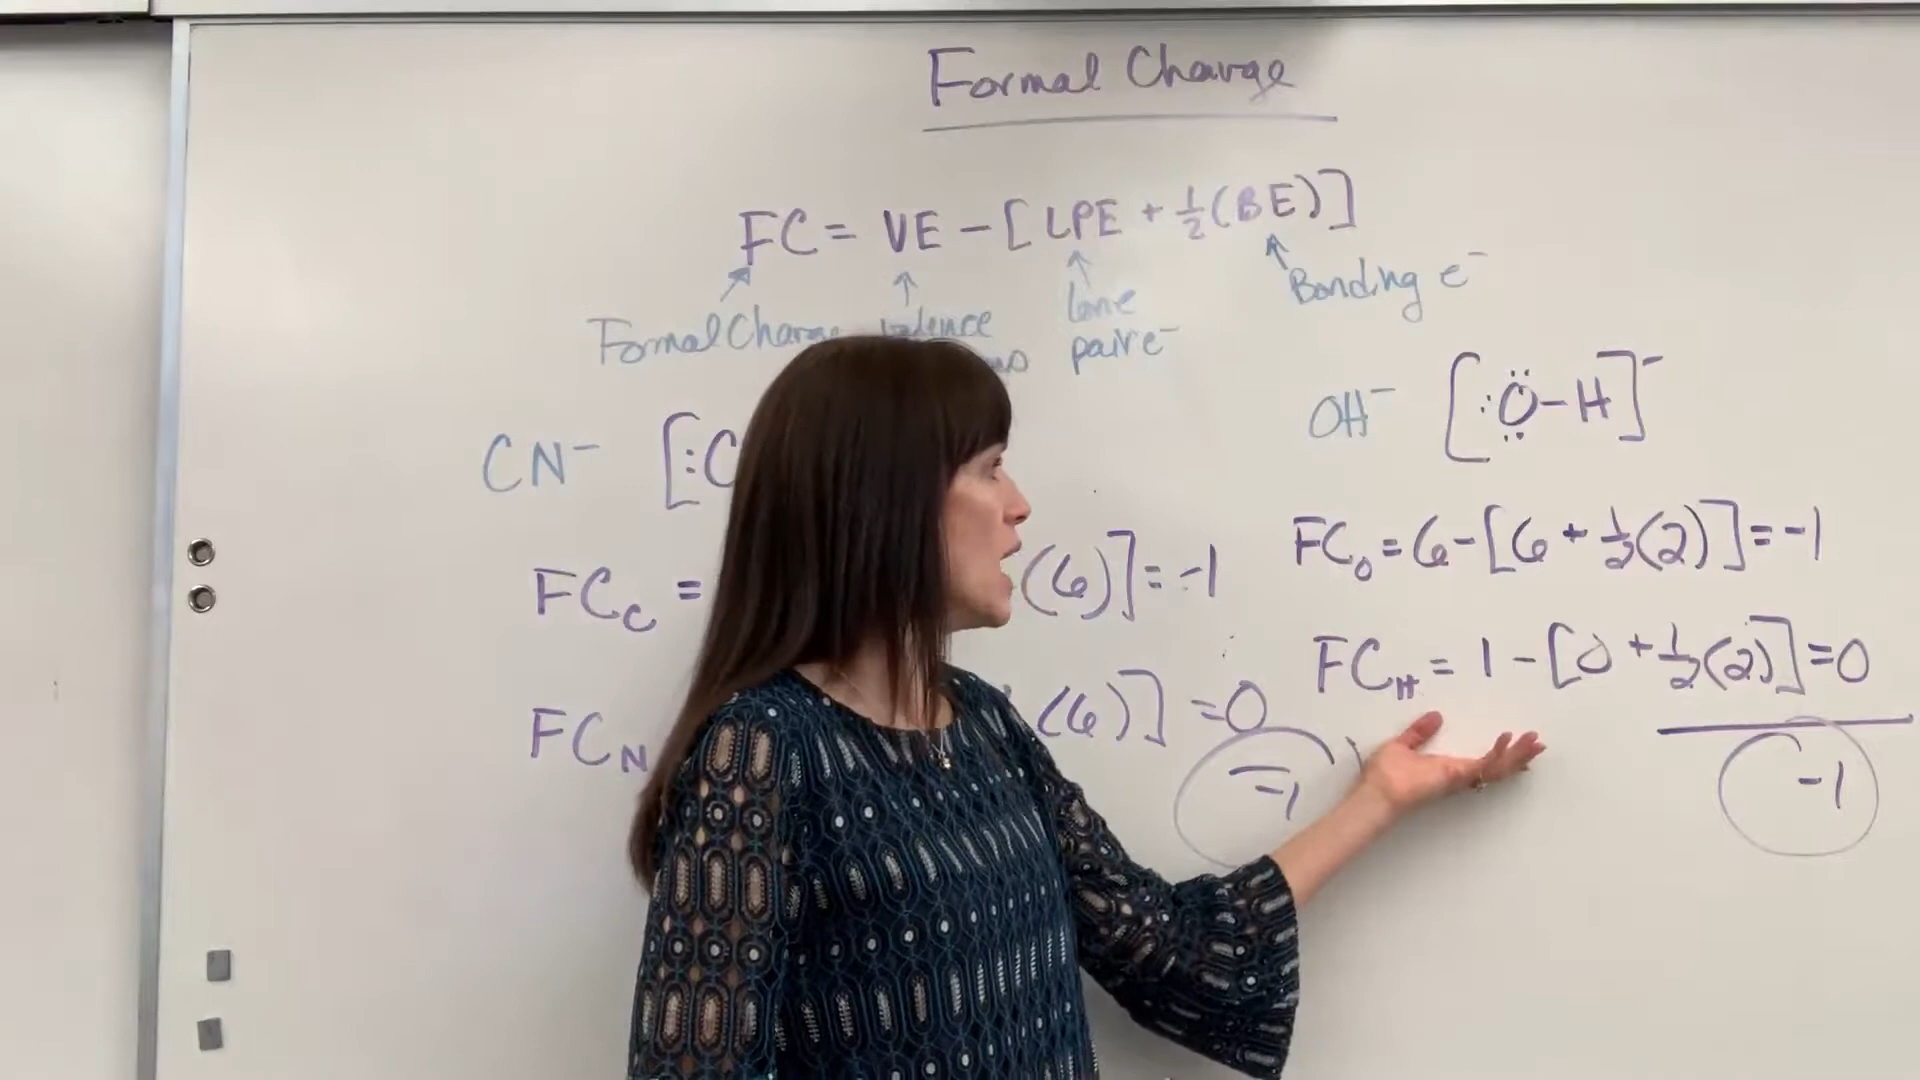 Formal Charge
FC = VE - [LPE + ½(BE)]
Formal Charge
lone
pair e⁻
Bonding e⁻
CN⁻ [:C
FC_C = (6)] = -1
FC_N (6)] = 0
-1
OH⁻ [:Ö-H]⁻
FC_O = 6 - [6 + ½(2)] = -1
FC_H = 1 - [0 + ½(2)] = 0
-1